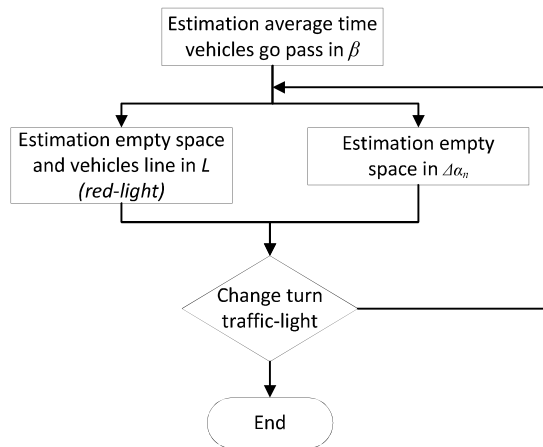 Estimation average time
vehicles go pass in β
Estimation empty space
and vehicles line in L
(red-light)
Estimation empty
space in Δαn
Change turn
traffic-light
End